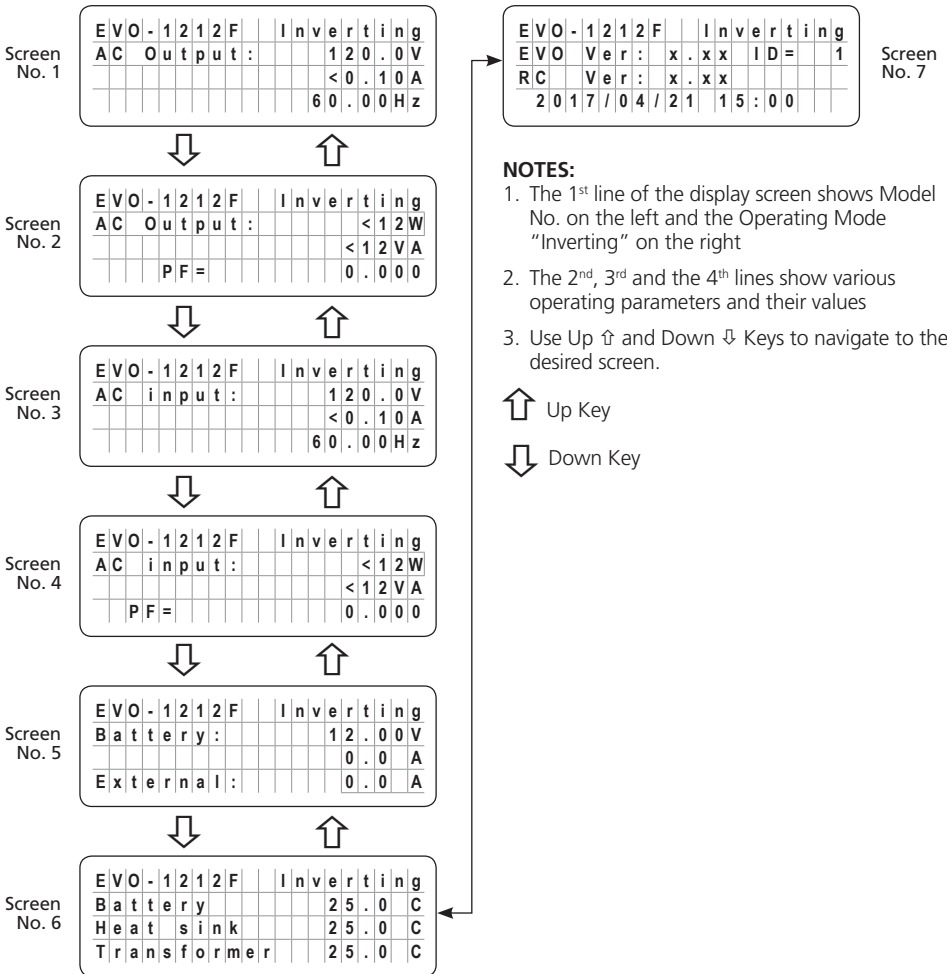 Screen No. 1
EVO-1212F Inverting
AC Output: 120.0V
<0.10A
60.00Hz
Screen No. 2
EVO-1212F Inverting
AC Output: <12W
<12VA
PF= 0.000
Screen No. 3
EVO-1212F Inverting
AC input: 120.0V
<0.10A
60.00Hz
Screen No. 4
EVO-1212F Inverting
AC input: <12W
<12VA
PF= 0.000
Screen No. 5
EVO-1212F Inverting
Battery: 12.00V
0.0 A
External: 0.0 A
Screen No. 6
EVO-1212F Inverting
Battery 25.0 C
Heat sink 25.0 C
Transformer 25.0 C
EVO-1212F Inverting
EVO Ver: x.xx ID= 1
RC Ver: x.xx
2017/04/21 15:00
Screen No. 7
NOTES:
1. The 1st line of the display screen shows Model
No. on the left and the Operating Mode
“Inverting” on the right
2. The 2nd, 3rd and the 4th lines show various
operating parameters and their values
3. Use Up ⇧ and Down ⇩ Keys to navigate to the
desired screen.
⇧ Up Key
⇩ Down Key